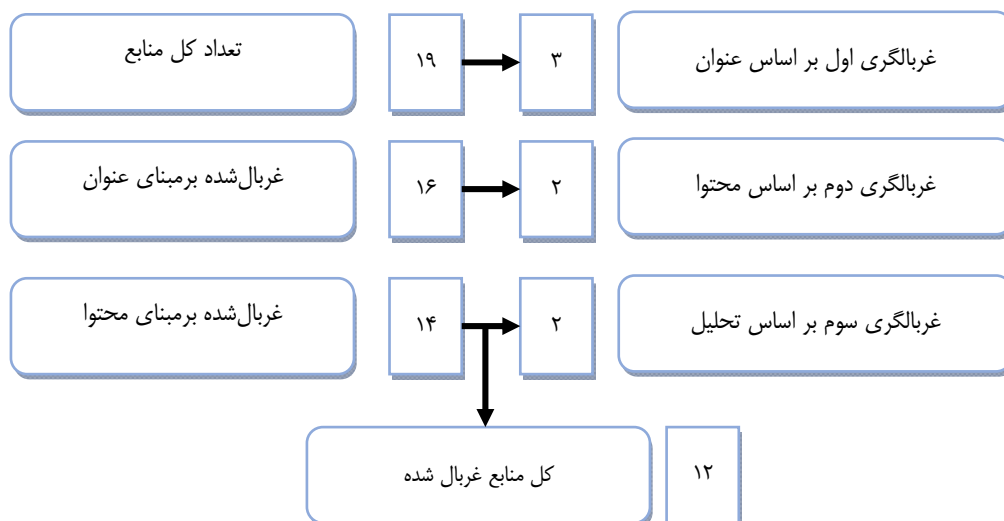 تعداد کل منابع
۱۹
۳
غربالگری اول بر اساس عنوان
غربال‌شده برمبنای عنوان
۱۶
۲
غربالگری دوم بر اساس محتوا
غربال‌شده برمبنای محتوا
۱۴
۲
غربالگری سوم بر اساس تحلیل
کل منابع غربال شده
۱۲